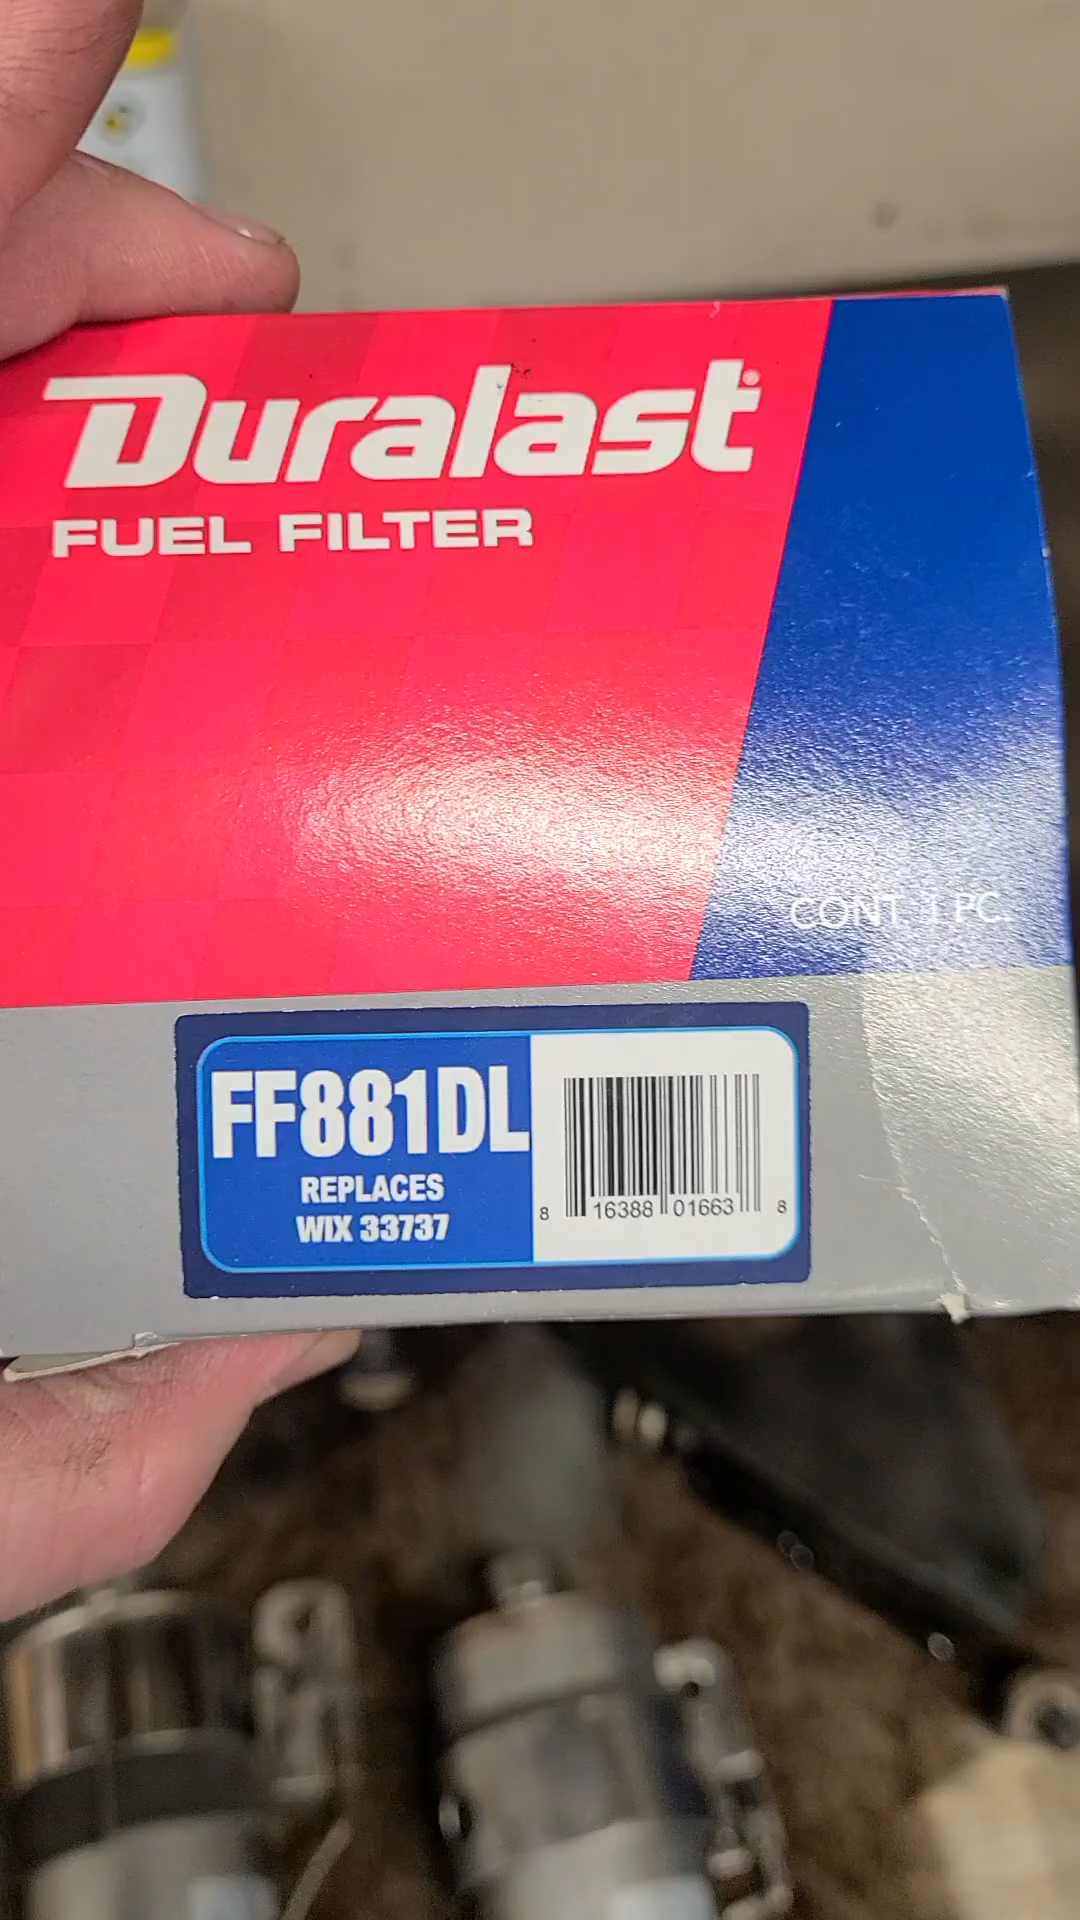 Duralast®
FUEL FILTER
CONT. 1 PC.
FF881DL
REPLACES
WIX 33737
8 16388 01663 8